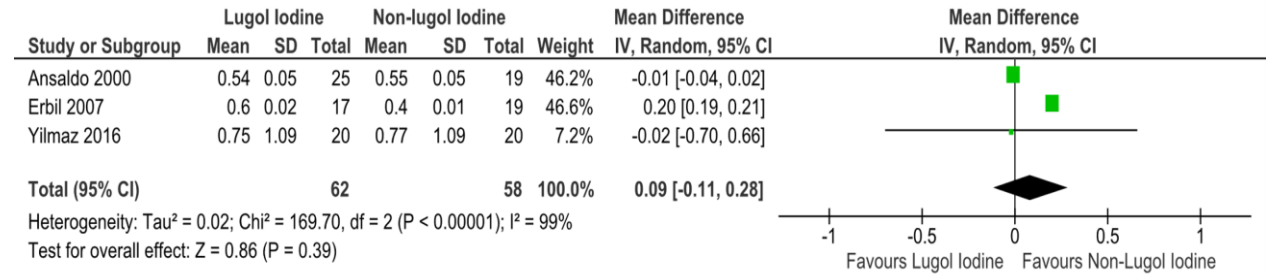 Lugol Iodine Non-lugol Iodine Mean Difference Mean Difference
Study or Subgroup Mean SD Total Mean SD Total Weight IV, Random, 95% CI IV, Random, 95% CI
Ansaldo 2000 0.54 0.05 25 0.55 0.05 19 46.2% -0.01 [-0.04, 0.02]
Erbil 2007 0.6 0.02 17 0.4 0.01 19 46.6% 0.20 [0.19, 0.21]
Yilmaz 2016 0.75 1.09 20 0.77 1.09 20 7.2% -0.02 [-0.70, 0.66]
Total (95% CI) 62 58 100.0% 0.09 [-0.11, 0.28]
Heterogeneity: Tau² = 0.02; Chi² = 169.70, df = 2 (P < 0.00001); I² = 99%
Test for overall effect: Z = 0.86 (P = 0.39)
-1 -0.5 0 0.5 1
Favours Lugol Iodine Favours Non-Lugol Iodine